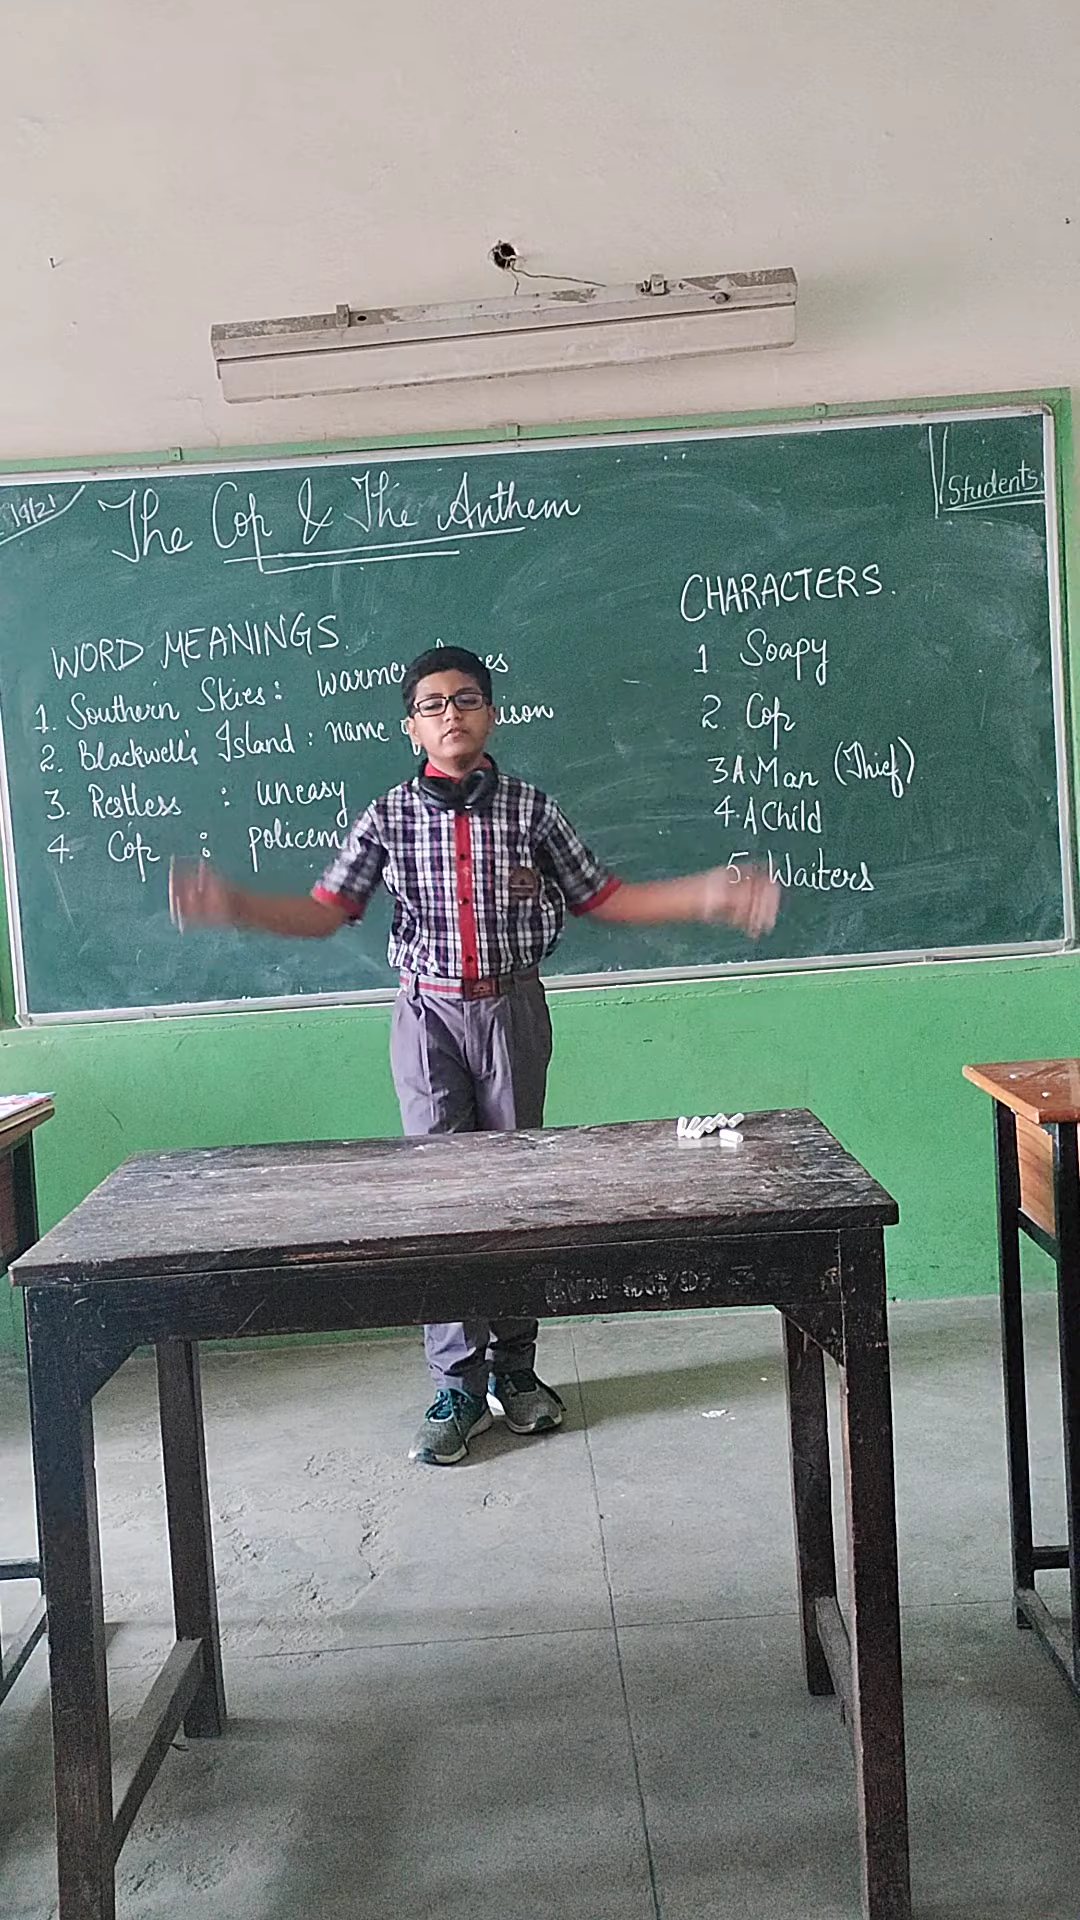 19/21
The Cop & The Anthem
Students
WORD MEANINGS.
1. Southern Skies: warmer
2. Blackwell's Island: name
3. Restless : uneasy
4. Cop : policem
CHARACTERS.
1 Soapy
2. Cop
3 A Man (Thief)
4. A Child
5. Waiters